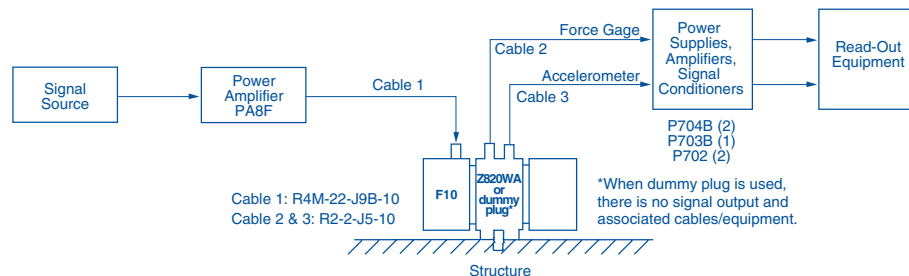 Signal
Source
Power
Amplifier
PA8F
Cable 1
Force Gage
Cable 2
Accelerometer
Cable 3
Power
Supplies,
Amplifiers,
Signal
Conditioners
Read-Out
Equipment
P704B (2)
P703B (1)
P702 (2)
F10
Z820WA
or
dummy
plug*
Cable 1: R4M-22-J9B-10
Cable 2 & 3: R2-2-J5-10
*When dummy plug is used,
there is no signal output and
associated cables/equipment.
Structure